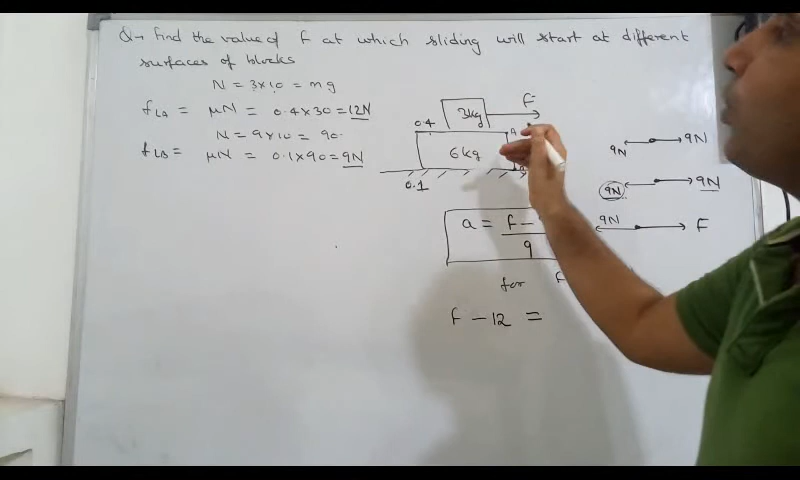 Q→ find the value of F at which sliding will start at different
surfaces of blocks
N = 3×10 = mg
fLA = μN = 0.4×30 = 12N
N = 9×10 = 90
fLB = μN = 0.1×90 = 9N
F
3kg
0.4
6kg
0.1
9N 9N
9N 9N
9N F
a = F −
9
for F
F − 12 =